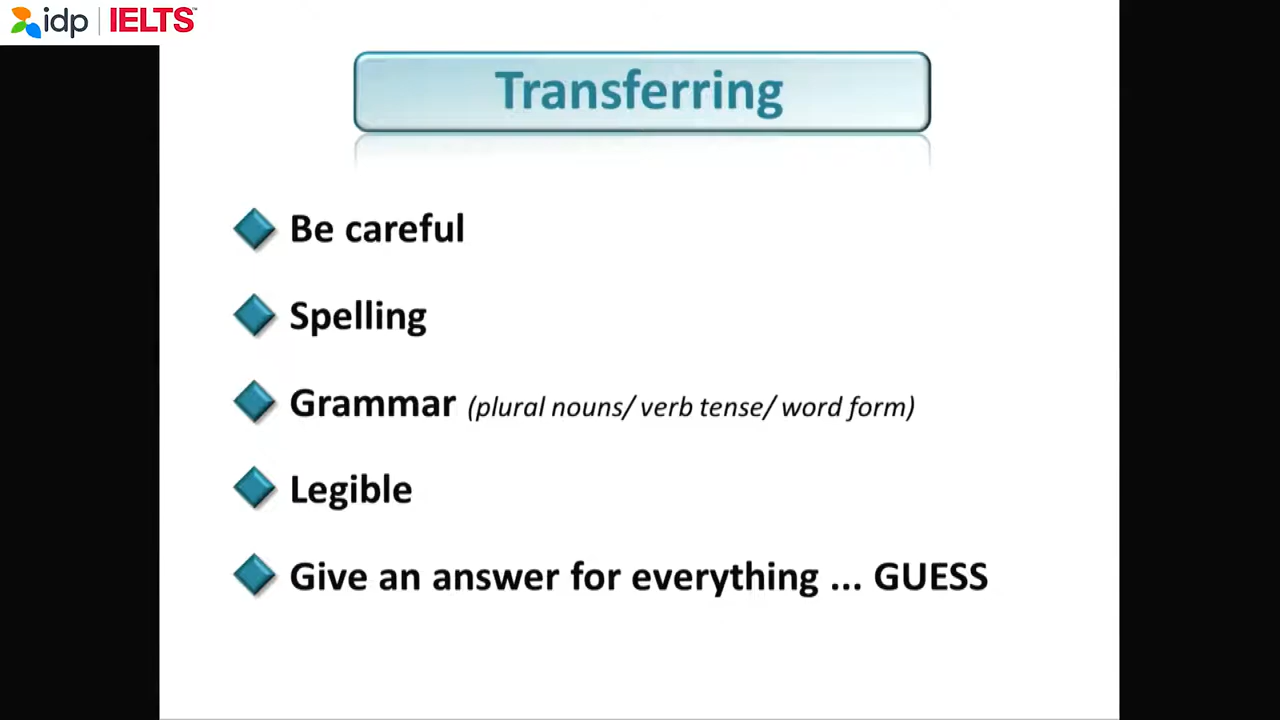 idp | IELTS™
Transferring
Be careful
Spelling
Grammar (plural nouns/ verb tense/ word form)
Legible
Give an answer for everything ... GUESS